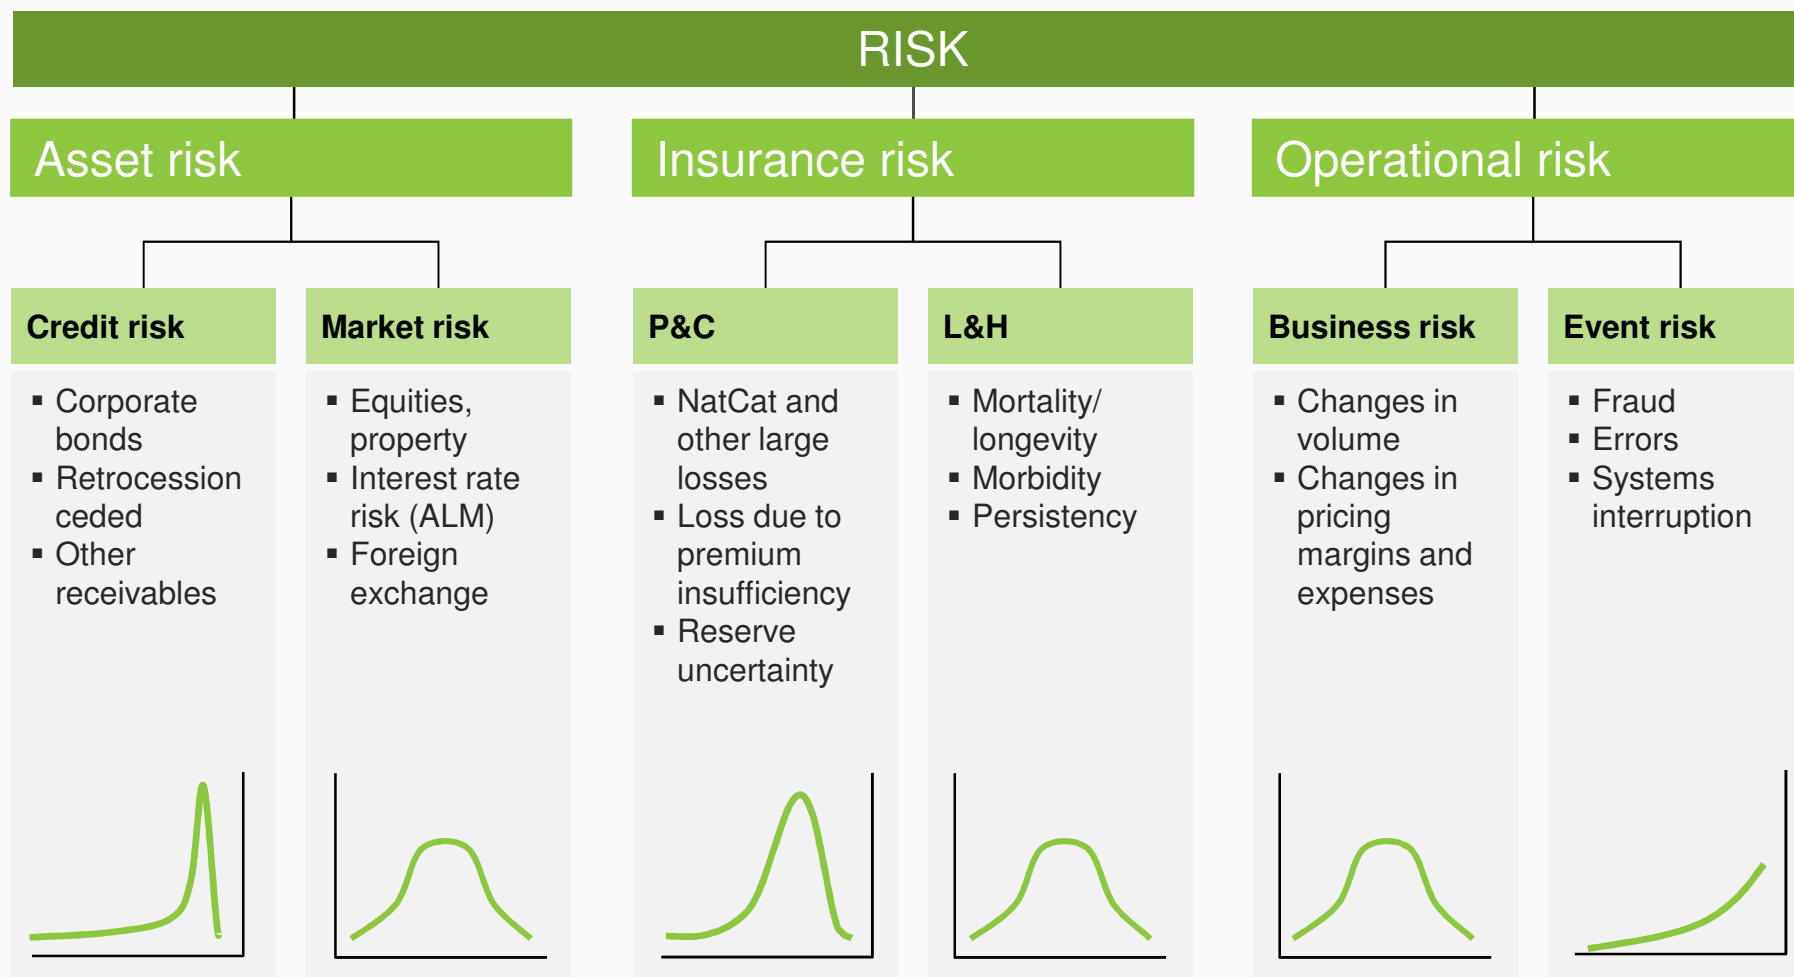 RISK
Asset risk
Insurance risk
Operational risk
Credit risk
Market risk
P&C
L&H
Business risk
Event risk
▪ Corporate
bonds
▪ Retrocession
ceded
▪ Other
receivables
▪ Equities,
property
▪ Interest rate
risk (ALM)
▪ Foreign
exchange
▪ NatCat and
other large
losses
▪ Loss due to
premium
insufficiency
▪ Reserve
uncertainty
▪ Mortality/
longevity
▪ Morbidity
▪ Persistency
▪ Changes in
volume
▪ Changes in
pricing
margins and
expenses
▪ Fraud
▪ Errors
▪ Systems
interruption